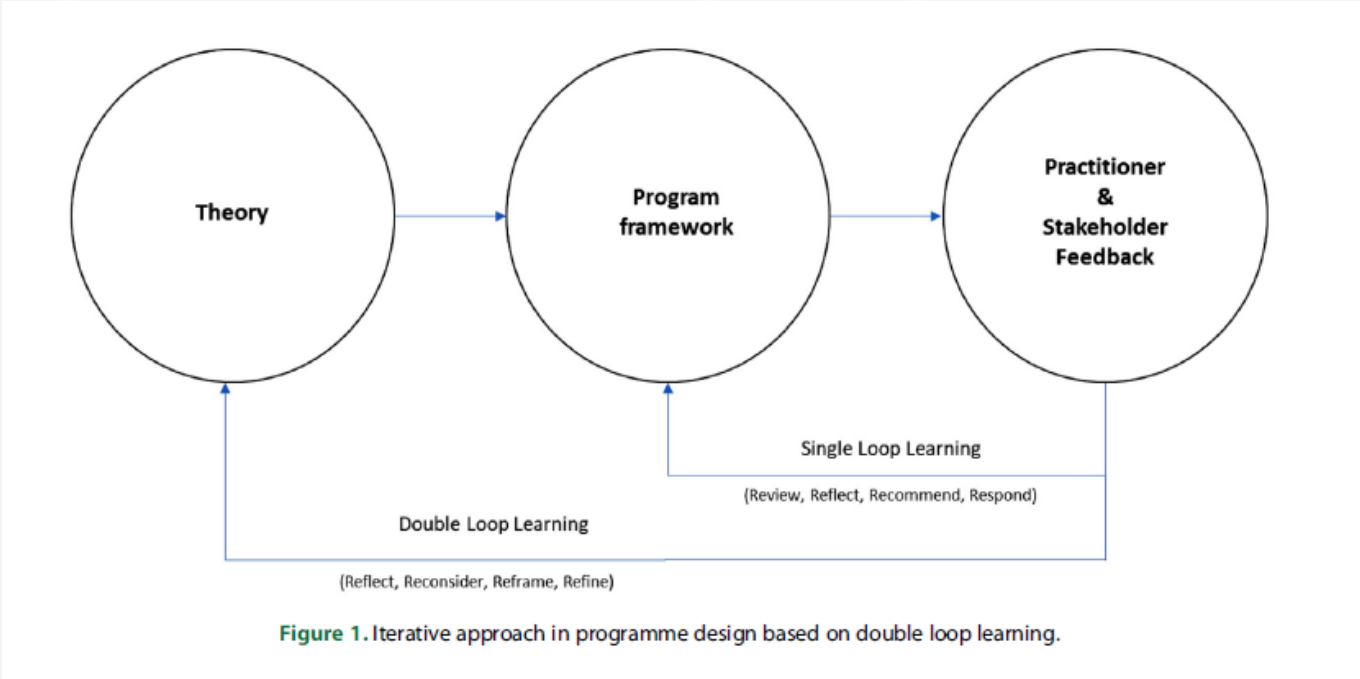 Theory
Program
framework
Practitioner
&
Stakeholder
Feedback
Single Loop Learning
(Review, Reflect, Recommend, Respond)
Double Loop Learning
(Reflect, Reconsider, Reframe, Refine)
Figure 1. Iterative approach in programme design based on double loop learning.